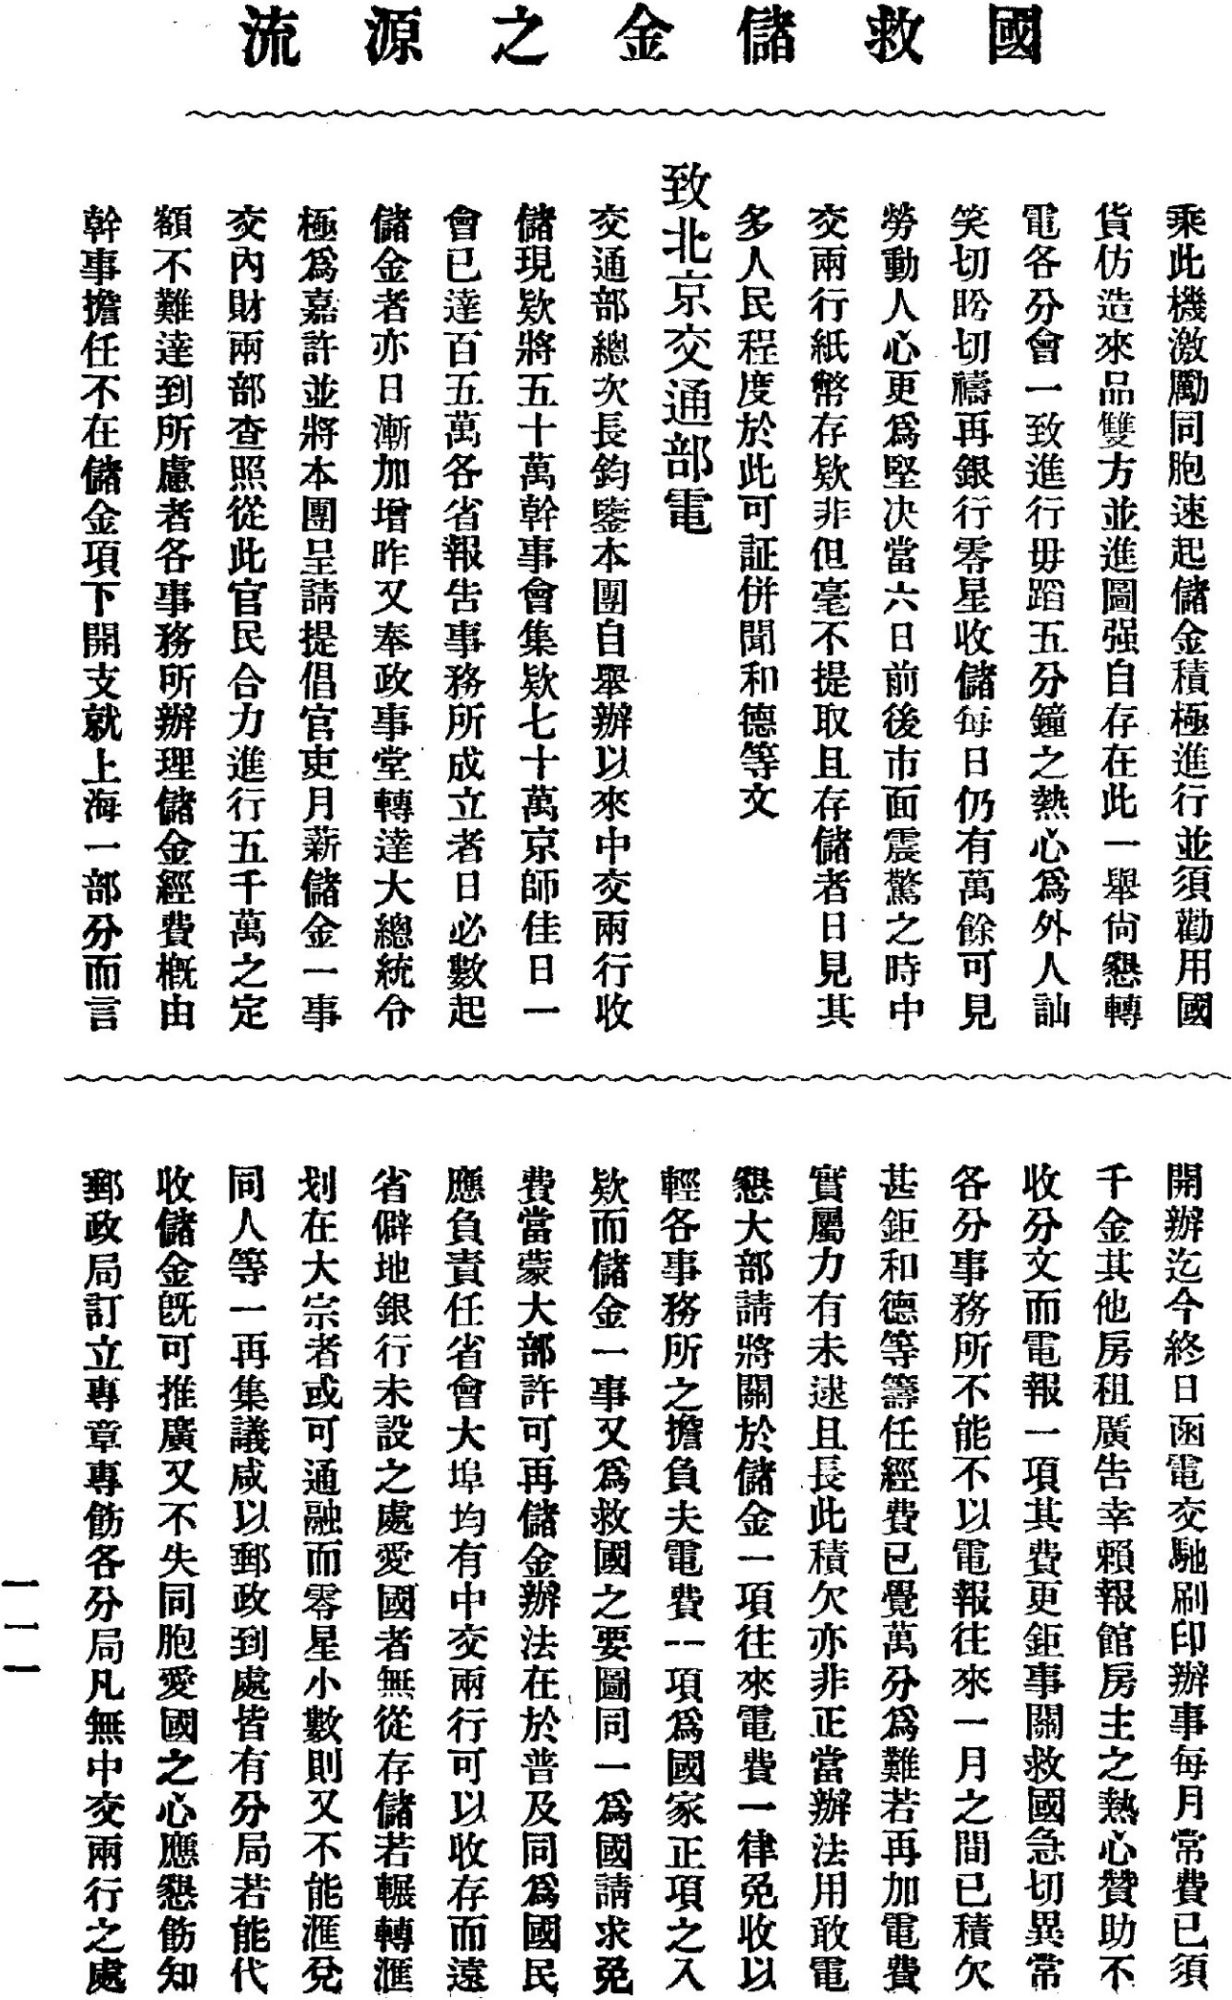 國救儲金之源流
乘此機激勵同胞速起儲金積極進行並須勸用國
貨仿造來品雙方並進圖强自存在此一舉尙懇轉
電各分會一致進行毋蹈五分鐘之熱心爲外人訕
笑切盻切禱再銀行零星收儲每日仍有萬餘可見
勞動人心更爲堅决當六日前後市面震驚之時中
交兩行紙幣存欵非但毫不提取且存儲者日見其
多人民程度於此可証併聞和德等文
致北京交通部電
交通部總次長鈞鑒本團自舉辦以來中交兩行收
儲現欵將五十萬幹事會集欵七十萬京師佳日一
會已達百五萬各省報告事務所成立者日必數起
儲金者亦日漸加增昨又奉政事堂轉達大總統令
極爲嘉許並將本團呈請提倡官吏月薪儲金一事
交內財兩部查照從此官民合力進行五千萬之定
額不難達到所慮者各事務所辦理儲金經費槪由
幹事擔任不在儲金項下開支就上海一部分而言
開辦迄今終日函電交馳刷印辦事每月常費已須
千金其他房租廣告幸賴報館房主之熱心贊助不
收分文而電報一項其費更鉅事關救國急切異常
各分事務所不能不以電報往來一月之間已積欠
甚鉅和德等籌任經費已覺萬分爲難若再加電費
實屬力有未逮且長此積欠亦非正當辦法用敢電
懇大部請將關於儲金一項往來電費一律免收以
輕各事務所之擔負夫電費一項爲國家正項之入
欵而儲金一事又爲救國之要圖同一爲國請求免
費當蒙大部許可再儲金辦法在於普及同爲國民
應負責任省會大埠均有中交兩行可以收存而遠
省僻地銀行未設之處愛國者無從存儲若輾轉滙
划在大宗者或可通融而零星小數則又不能滙兌
同人等一再集議咸以郵政到處皆有分局若能代
收儲金旣可推廣又不失同胞愛國之心應懇飭知
郵政局訂立專章專飭各分局凡無中交兩行之處
一一一